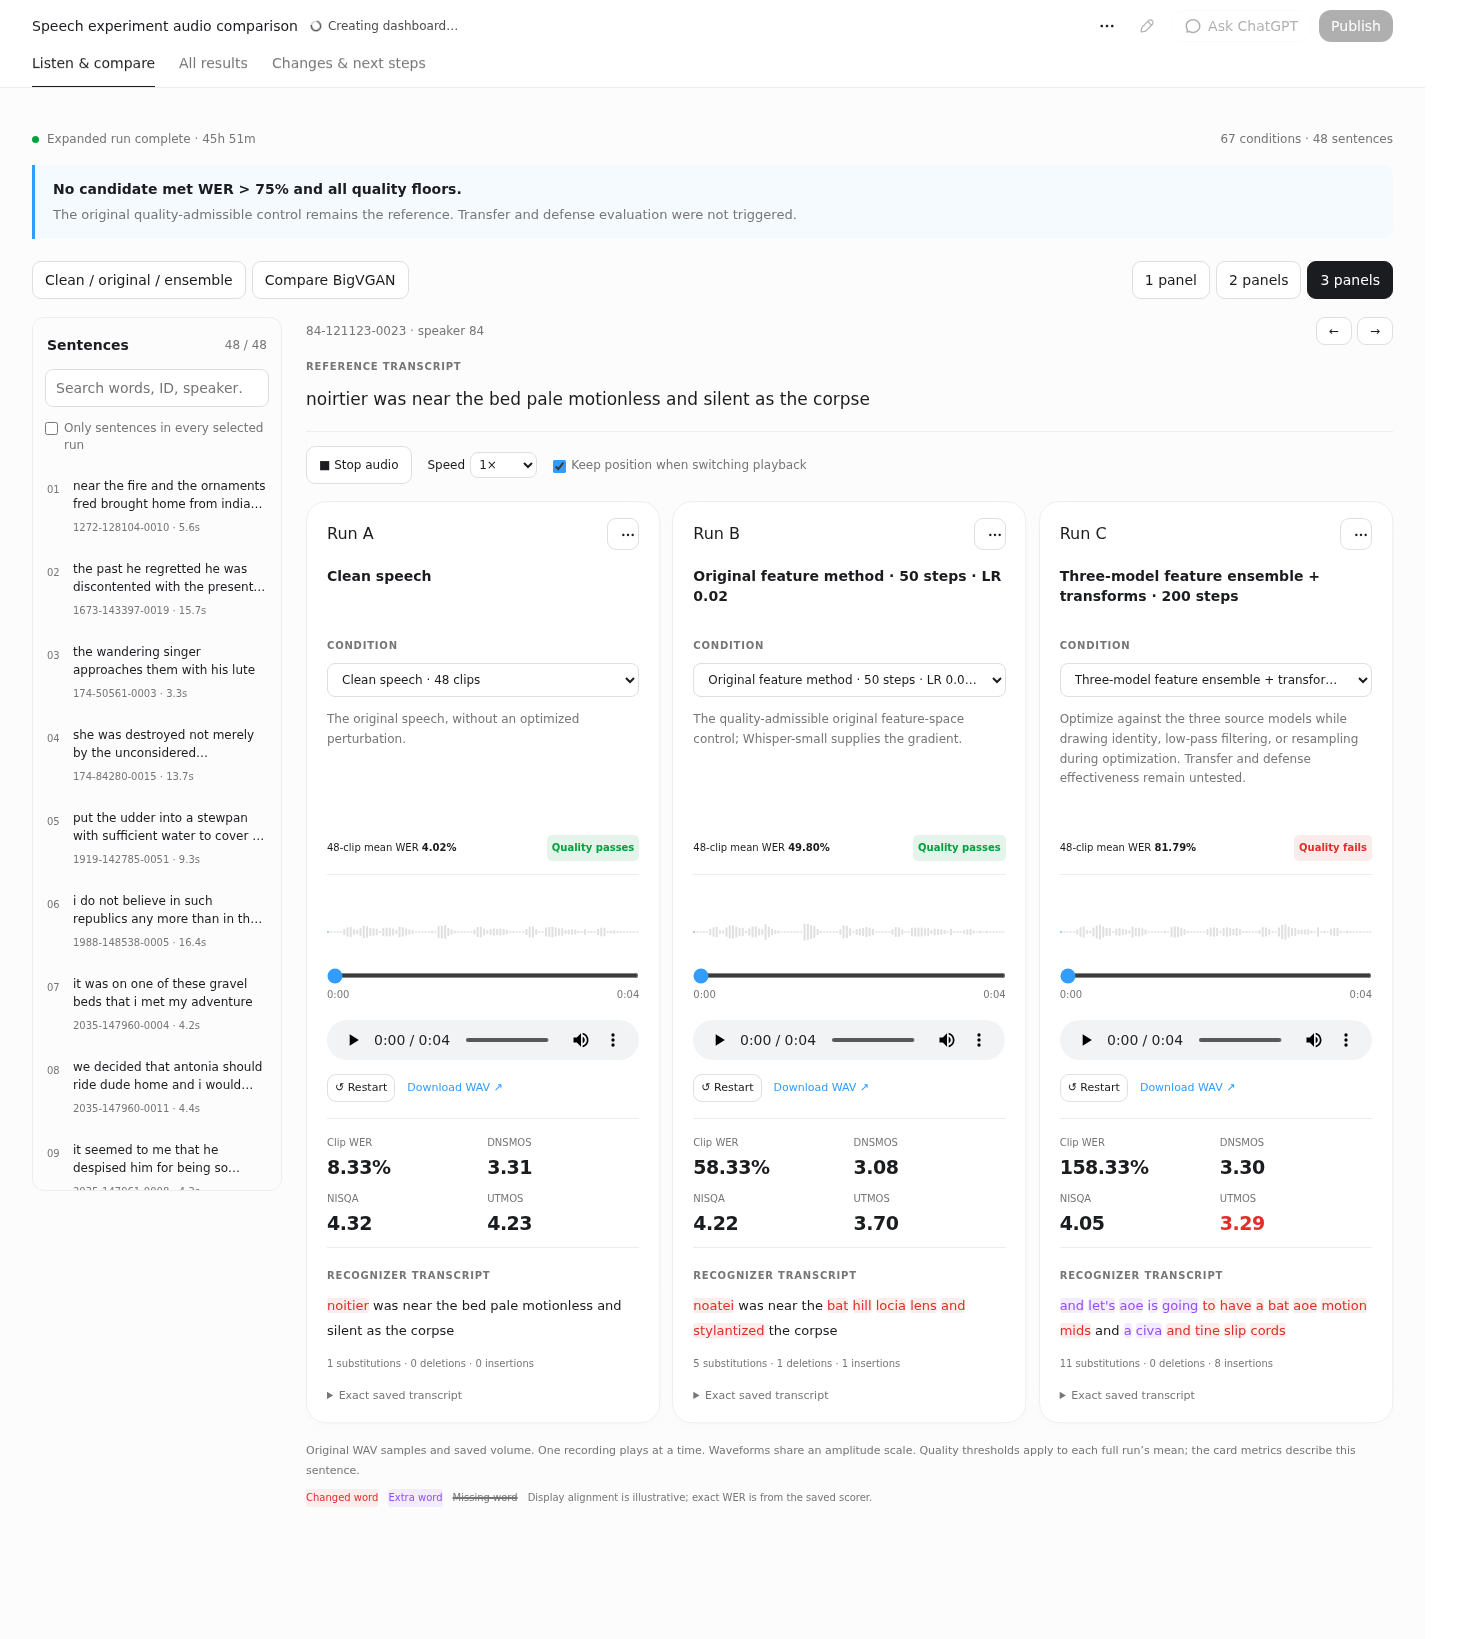 Speech experiment audio comparison Creating dashboard...
... Ask ChatGPT Publish
Listen & compare All results Changes & next steps
Expanded run complete · 45h 51m
67 conditions · 48 sentences
No candidate met WER > 75% and all quality floors.
The original quality-admissible control remains the reference. Transfer and defense evaluation were not triggered.
Clean / original / ensemble Compare BigVGAN
1 panel 2 panels 3 panels
Sentences 48 / 48
Search words, ID, speaker.
Only sentences in every selected
run
01 near the fire and the ornaments
fred brought home from india...
1272-128104-0010 · 5.6s
02 the past he regretted he was
discontented with the present...
1673-143397-0019 · 15.7s
03 the wandering singer
approaches them with his lute
174-50561-0003 · 3.3s
04 she was destroyed not merely
by the unconsidered...
174-84280-0015 · 13.7s
05 put the udder into a stewpan
with sufficient water to cover ...
1919-142785-0051 · 9.3s
06 i do not believe in such
republics any more than in th...
1988-148538-0005 · 16.4s
07 it was on one of these gravel
beds that i met my adventure
2035-147960-0004 · 4.2s
08 we decided that antonia should
ride dude home and i would...
2035-147960-0011 · 4.4s
09 it seemed to me that he
despised him for being so...
84-121123-0023 · speaker 84
← →
REFERENCE TRANSCRIPT
noirtier was near the bed pale motionless and silent as the corpse
■ Stop audio Speed 1× Keep position when switching playback
Run A ...
Clean speech
CONDITION
Clean speech · 48 clips
The original speech, without an optimized
perturbation.
48-clip mean WER 4.02% Quality passes
0:00 0:04
0:00 / 0:04
↺ Restart Download WAV ↗
Clip WER DNSMOS
8.33% 3.31
NISQA UTMOS
4.32 4.23
RECOGNIZER TRANSCRIPT
noitier was near the bed pale motionless and
silent as the corpse
1 substitutions · 0 deletions · 0 insertions
▶ Exact saved transcript
Run B ...
Original feature method · 50 steps · LR
0.02
CONDITION
Original feature method · 50 steps · LR 0.0...
The quality-admissible original feature-space
control; Whisper-small supplies the gradient.
48-clip mean WER 49.80% Quality passes
0:00 0:04
0:00 / 0:04
↺ Restart Download WAV ↗
Clip WER DNSMOS
58.33% 3.08
NISQA UTMOS
4.22 3.70
RECOGNIZER TRANSCRIPT
noatei was near the bat hill locia lens and
stylantized the corpse
5 substitutions · 1 deletions · 1 insertions
▶ Exact saved transcript
Run C ...
Three-model feature ensemble +
transforms · 200 steps
CONDITION
Three-model feature ensemble + transfor...
Optimize against the three source models while
drawing identity, low-pass filtering, or resampling
during optimization. Transfer and defense
effectiveness remain untested.
48-clip mean WER 81.79% Quality fails
0:00 0:04
0:00 / 0:04
↺ Restart Download WAV ↗
Clip WER DNSMOS
158.33% 3.30
NISQA UTMOS
4.05 3.29
RECOGNIZER TRANSCRIPT
and let's aoe is going to have a bat aoe motion
mids and a civa and tine slip cords
11 substitutions · 0 deletions · 8 insertions
▶ Exact saved transcript
Original WAV samples and saved volume. One recording plays at a time. Waveforms share an amplitude scale. Quality thresholds apply to each full run's mean; the card metrics describe this
sentence.
Changed word Extra word Missing word Display alignment is illustrative; exact WER is from the saved scorer.